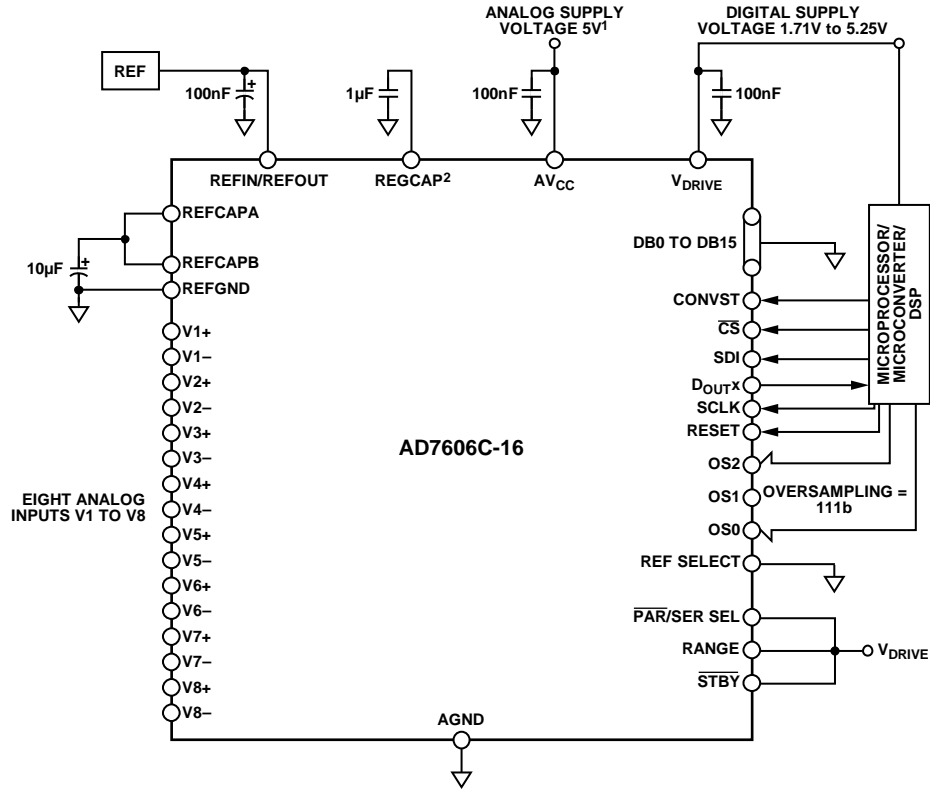 ANALOG SUPPLY
VOLTAGE 5V1
DIGITAL SUPPLY
VOLTAGE 1.71V to 5.25V
REF
100nF
+
1µF
100nF
100nF
REFIN/REFOUT
REGCAP2
AVCC
VDRIVE
REFCAPA
REFCAPB
REFGND
10µF
+
V1+
V1–
V2+
V2–
V3+
V3–
V4+
V4–
V5+
V5–
V6+
V6–
V7+
V7–
V8+
V8–
EIGHT ANALOG
INPUTS V1 TO V8
AD7606C-16
DB0 TO DB15
CONVST
CS
SDI
DOUTx
SCLK
RESET
OS2
OS1
OS0
OVERSAMPLING =
111b
REF SELECT
PAR/SER SEL
RANGE
STBY
VDRIVE
MICROPROCESSOR/
MICROCONVERTER/
DSP
AGND